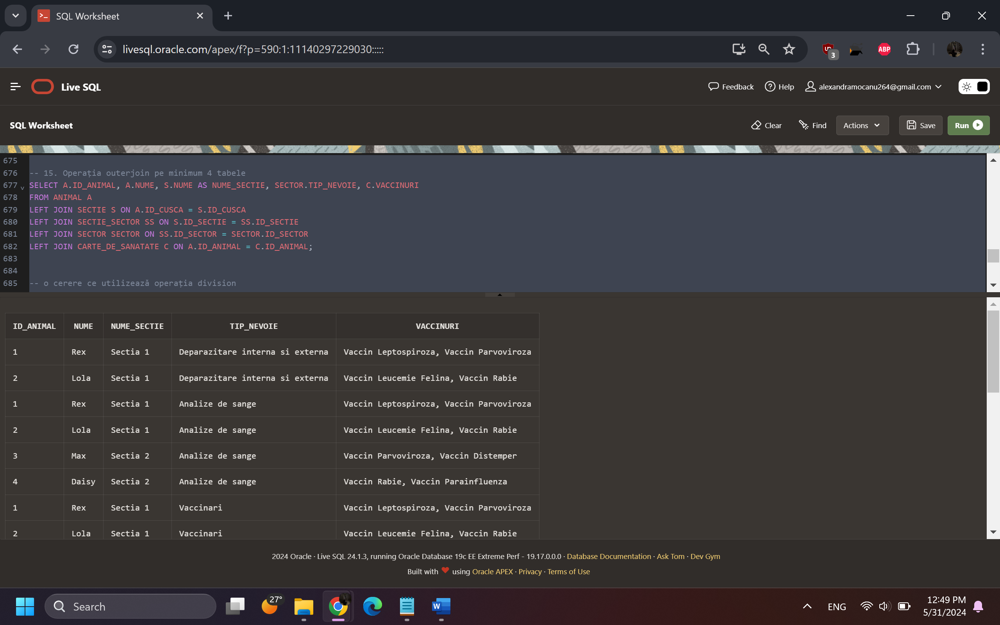 SQL Worksheet
livesql.oracle.com/apex/f?p=590:1:11140297229030:::::
3
ABP
Live SQL
Feedback
Help
alexandramocanu264@gmail.com
SQL Worksheet
Clear
Find
Actions
Save
Run
675
676 -- 15. Operația outerjoin pe minimum 4 tabele
677 SELECT A.ID_ANIMAL, A.NUME, S.NUME AS NUME_SECTIE, SECTOR.TIP_NEVOIE, C.VACCINURI
678 FROM ANIMAL A
679 LEFT JOIN SECTIE S ON A.ID_CUSCA = S.ID_CUSCA
680 LEFT JOIN SECTIE_SECTOR SS ON S.ID_SECTIE = SS.ID_SECTIE
681 LEFT JOIN SECTOR SECTOR ON SS.ID_SECTOR = SECTOR.ID_SECTOR
682 LEFT JOIN CARTE_DE_SANATATE C ON A.ID_ANIMAL = C.ID_ANIMAL;
683
684
685 -- o cerere ce utilizează operația division
ID_ANIMAL NUME NUME_SECTIE TIP_NEVOIE VACCINURI
1 Rex Sectia 1 Deparazitare interna si externa Vaccin Leptospiroza, Vaccin Parvoviroza
2 Lola Sectia 1 Deparazitare interna si externa Vaccin Leucemie Felina, Vaccin Rabie
1 Rex Sectia 1 Analize de sange Vaccin Leptospiroza, Vaccin Parvoviroza
2 Lola Sectia 1 Analize de sange Vaccin Leucemie Felina, Vaccin Rabie
3 Max Sectia 2 Analize de sange Vaccin Parvoviroza, Vaccin Distemper
4 Daisy Sectia 2 Analize de sange Vaccin Rabie, Vaccin Parainfluenza
1 Rex Sectia 1 Vaccinari Vaccin Leptospiroza, Vaccin Parvoviroza
2 Lola Sectia 1 Vaccinari Vaccin Leucemie Felina, Vaccin Rabie
2024 Oracle · Live SQL 24.1.3, running Oracle Database 19c EE Extreme Perf - 19.17.0.0.0 · Database Documentation · Ask Tom · Dev Gym
Built with ❤ using Oracle APEX · Privacy · Terms of Use
Search
27°
W
ENG
12:49 PM
5/31/2024